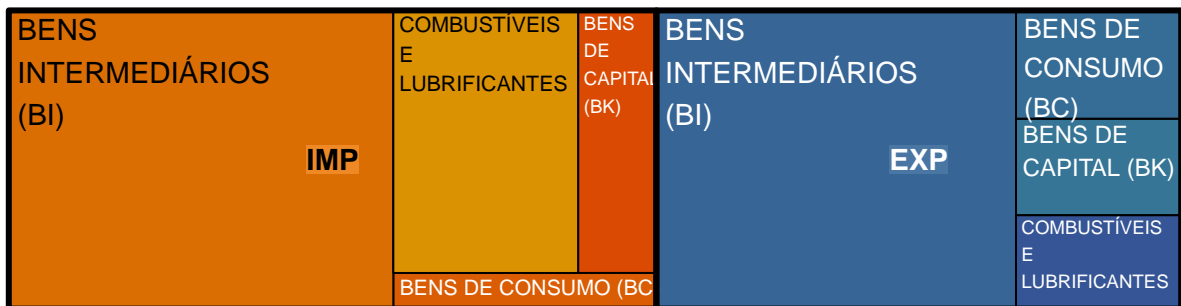 BENS
INTERMEDIÁRIOS
(BI)
IMP
COMBUSTÍVEIS
E
LUBRIFICANTES
BENS
DE
CAPITAL
(BK)
BENS DE CONSUMO (BC
BENS
INTERMEDIÁRIOS
(BI)
EXP
BENS DE
CONSUMO
(BC)
BENS DE
CAPITAL (BK)
COMBUSTÍVEIS
E
LUBRIFICANTES